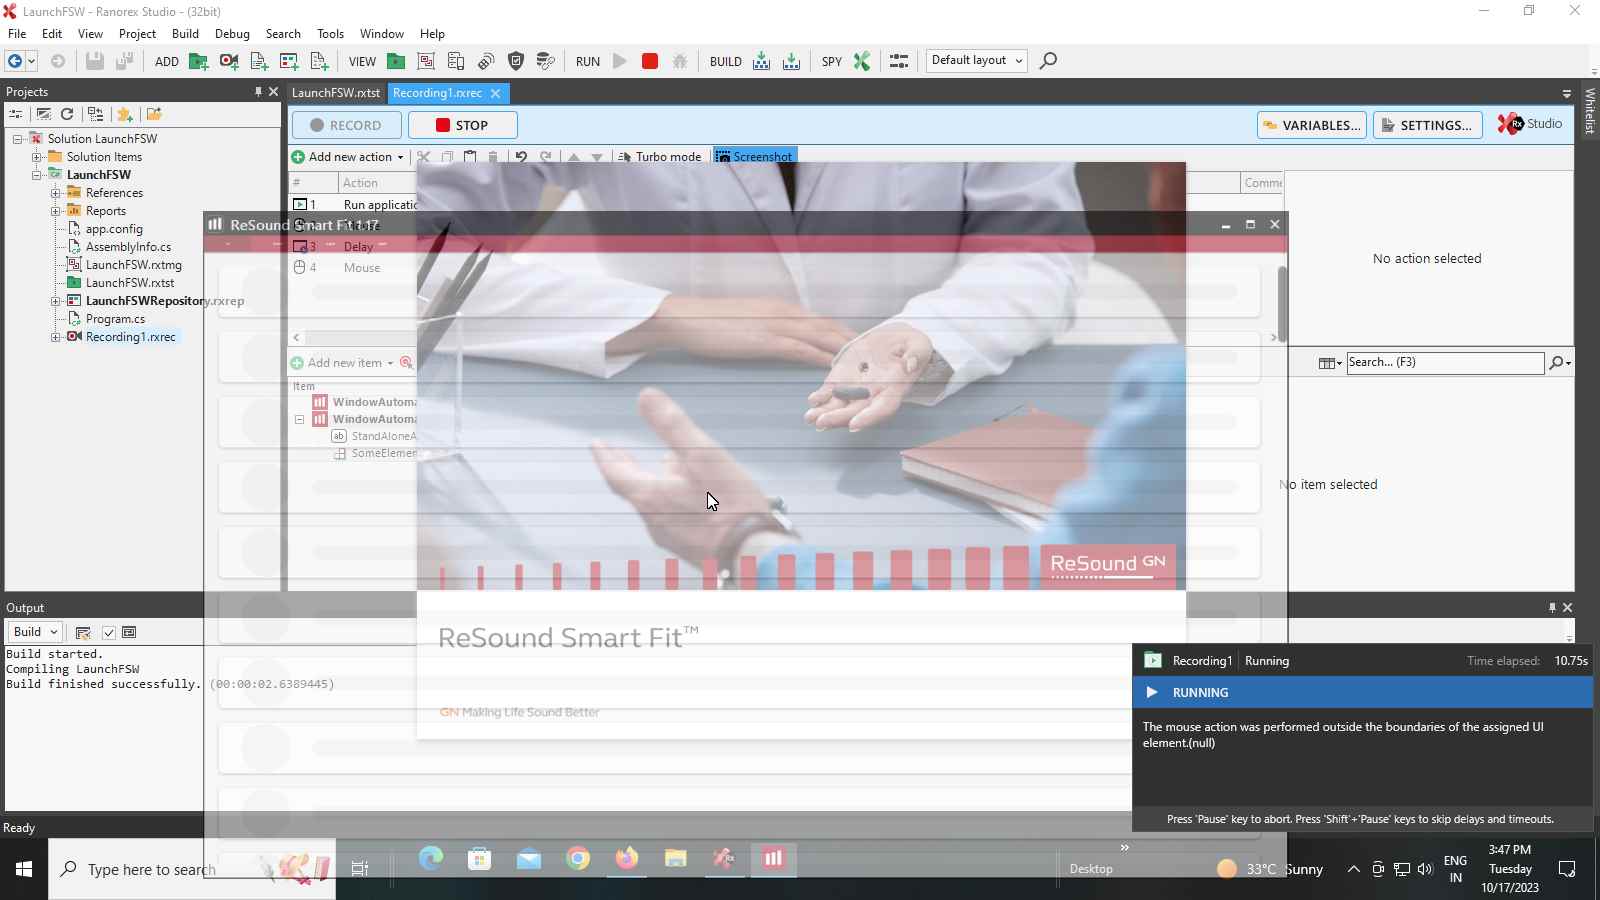 LaunchFSW - Ranorex Studio - (32bit)
File Edit View Project Build Debug Search Tools Window Help
ADD VIEW RUN BUILD SPY Default layout
Projects
LaunchFSW.rxtst Recording1.rxrec
Whitelist
RECORD STOP VARIABLES... SETTINGS... Rx Studio
Solution LaunchFSW
Solution Items
LaunchFSW
References
Reports
app.config
AssemblyInfo.cs
LaunchFSW.rxtmg
LaunchFSW.rxtst
LaunchFSWRepository.rxrep
Program.cs
Recording1.rxrec
Add new action Turbo mode Screenshot
# Action Comme
1 Run applicatio
ReSound Smart Fit 1.17
3 Delay
4 Mouse
No action selected
Add new item
Search... (F3)
Item
WindowAutoma
WindowAutoma
ab StandAloneA
SomeElemen
No item selected
ReSound GN
ReSound Smart Fit™
GN Making Life Sound Better
Output
Build
Build started.
Compiling LaunchFSW
Build finished successfully. (00:00:02.6389445)
Recording1 Running Time elapsed: 10.75s
RUNNING
The mouse action was performed outside the boundaries of the assigned UI
element.(null)
Press 'Pause' key to abort. Press 'Shift'+'Pause' keys to skip delays and timeouts.
Ready
Type here to search
Desktop
33°C Sunny
ENG
IN
3:47 PM
Tuesday
10/17/2023